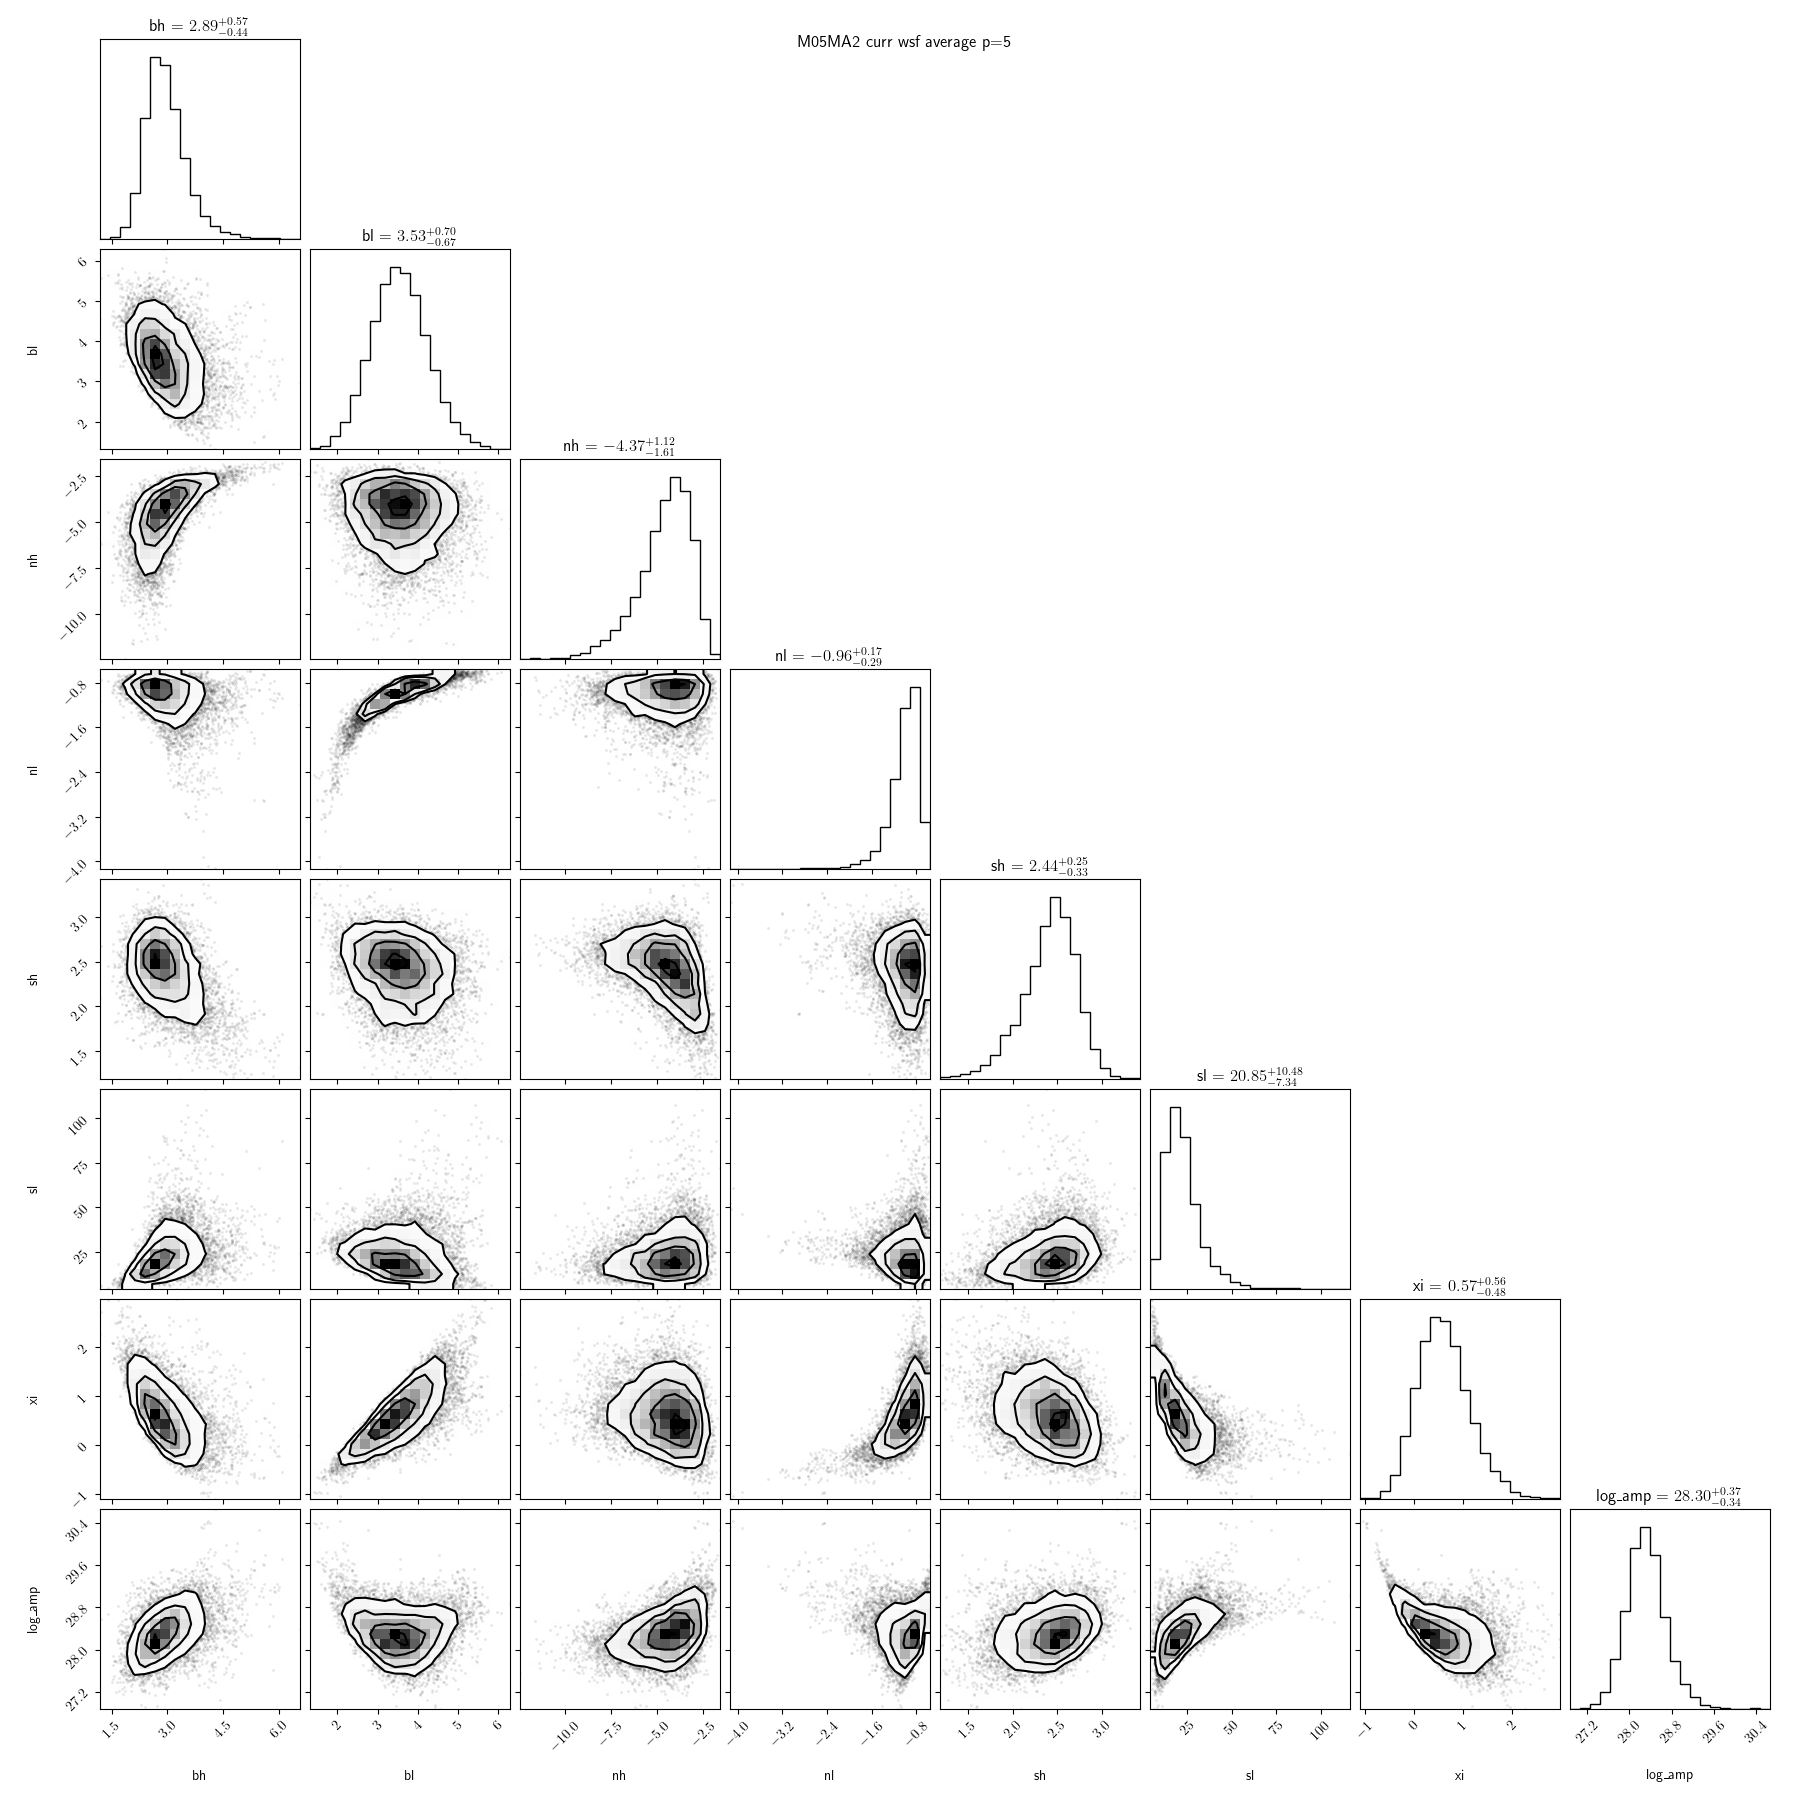 M05MA2 curr wsf average p=5
bh = 2.89+0.57 −0.44
bl = 3.53+0.70 −0.67
6
5
4
3
2
bl
nh = −4.37+1.12 −1.61
−2.5
−5.0
−7.5
−10.0
nh
nl = −0.96+0.17 −0.29
−0.8
−1.6
−2.4
−3.2
−4.0
nl
sh = 2.44+0.25 −0.33
3.0
2.5
2.0
1.5
sh
sl = 20.85+10.48 −7.34
100
75
50
25
sl
xi = 0.57+0.56 −0.48
2
1
0
−1
xi
log_amp = 28.30+0.37 −0.34
30.4
29.6
28.8
28.0
27.2
log_amp
1.5 3.0 4.5 6.0 2 3 4 5 6 −10.0 −7.5 −5.0 −2.5 −4.0 −3.2 −2.4 −1.6 −0.8 1.5 2.0 2.5 3.0 25 50 75 100 −1 0 1 2 27.2 28.0 28.8 29.6 30.4
bh bl nh nl sh sl xi log_amp